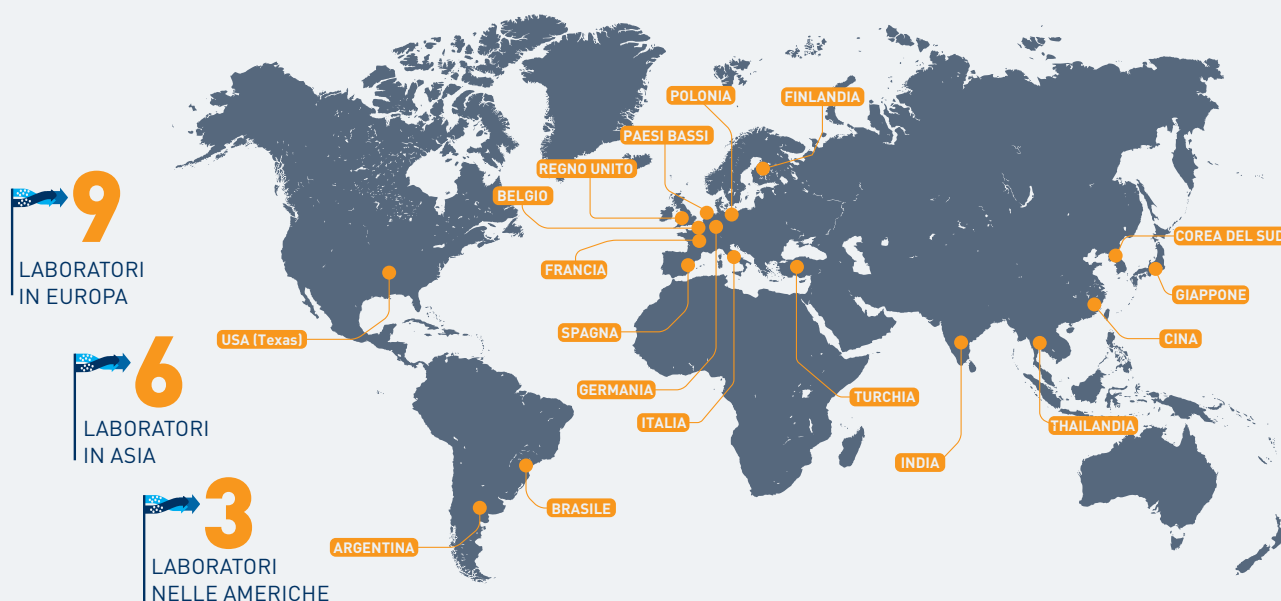 POLONIA
FINLANDIA
PAESI BASSI
REGNO UNITO
BELGIO
9
LABORATORI
IN EUROPA
COREA DEL SUD
FRANCIA
GIAPPONE
SPAGNA
USA (Texas)
CINA
6
LABORATORI
IN ASIA
GERMANIA
TURCHIA
ITALIA
THAILANDIA
INDIA
3
LABORATORI
NELLE AMERICHE
BRASILE
ARGENTINA